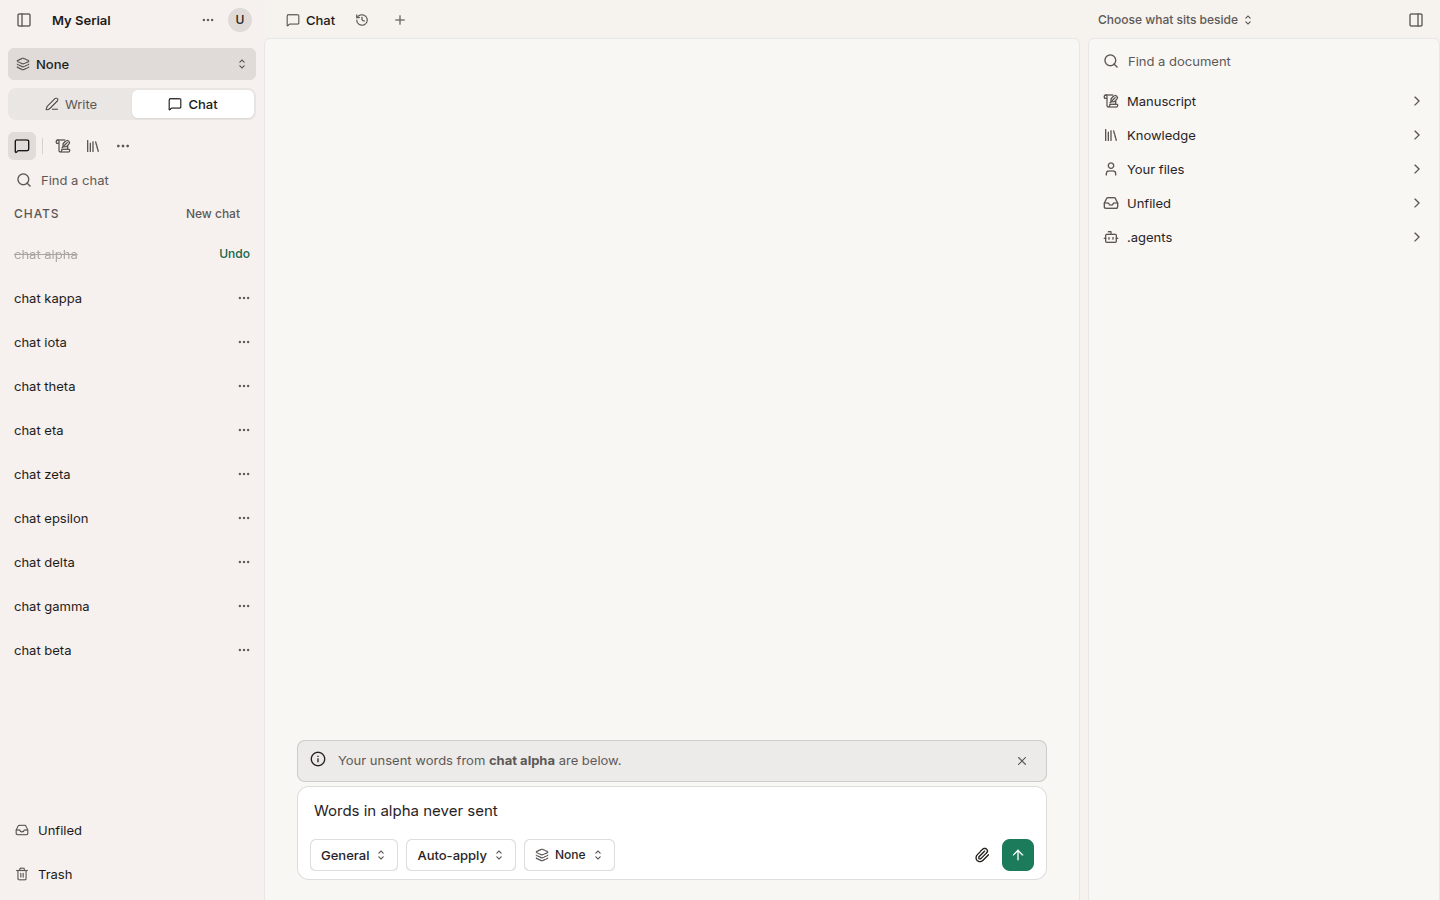 My Serial
U
None
Write
Chat
Find a chat
CHATS
New chat
chat alpha
Undo
chat kappa
chat iota
chat theta
chat eta
chat zeta
chat epsilon
chat delta
chat gamma
chat beta
Unfiled
Trash
Chat
Your unsent words from chat alpha are below.
Words in alpha never sent
General
Auto-apply
None
Choose what sits beside
Find a document
Manuscript
Knowledge
Your files
Unfiled
.agents